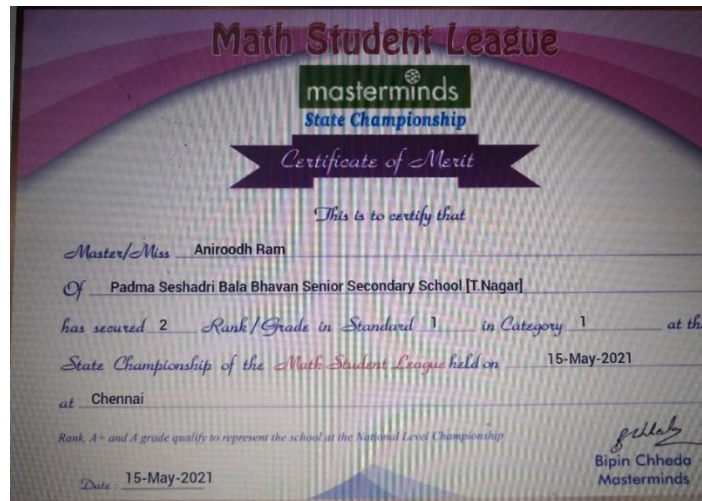 Math Student League
masterminds
State Championship
Certificate of Merit
This is to certify that
Master/Miss Aniroodh Ram
Of Padma Seshadri Bala Bhavan Senior Secondary School [T.Nagar]
has secured 2 Rank/Grade in Standard 1 in Category 1 at th
State Championship of the Math Student League held on 15-May-2021
at Chennai
Rank, A+ and A grade qualify to represent the school at the National Level Championship
Bipin Chheda
Masterminds
Date : 15-May-2021